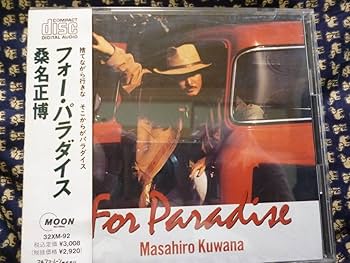 COMPACT
disc
DIGITAL AUDIO
フォー・パラダイス
桑名正博
捨てながら行きな そこからがパラダイス
MOON
32XM-92
税込定価 ¥3,008
(税抜価格 ¥2,920)
For Paradise
Masahiro Kuwana